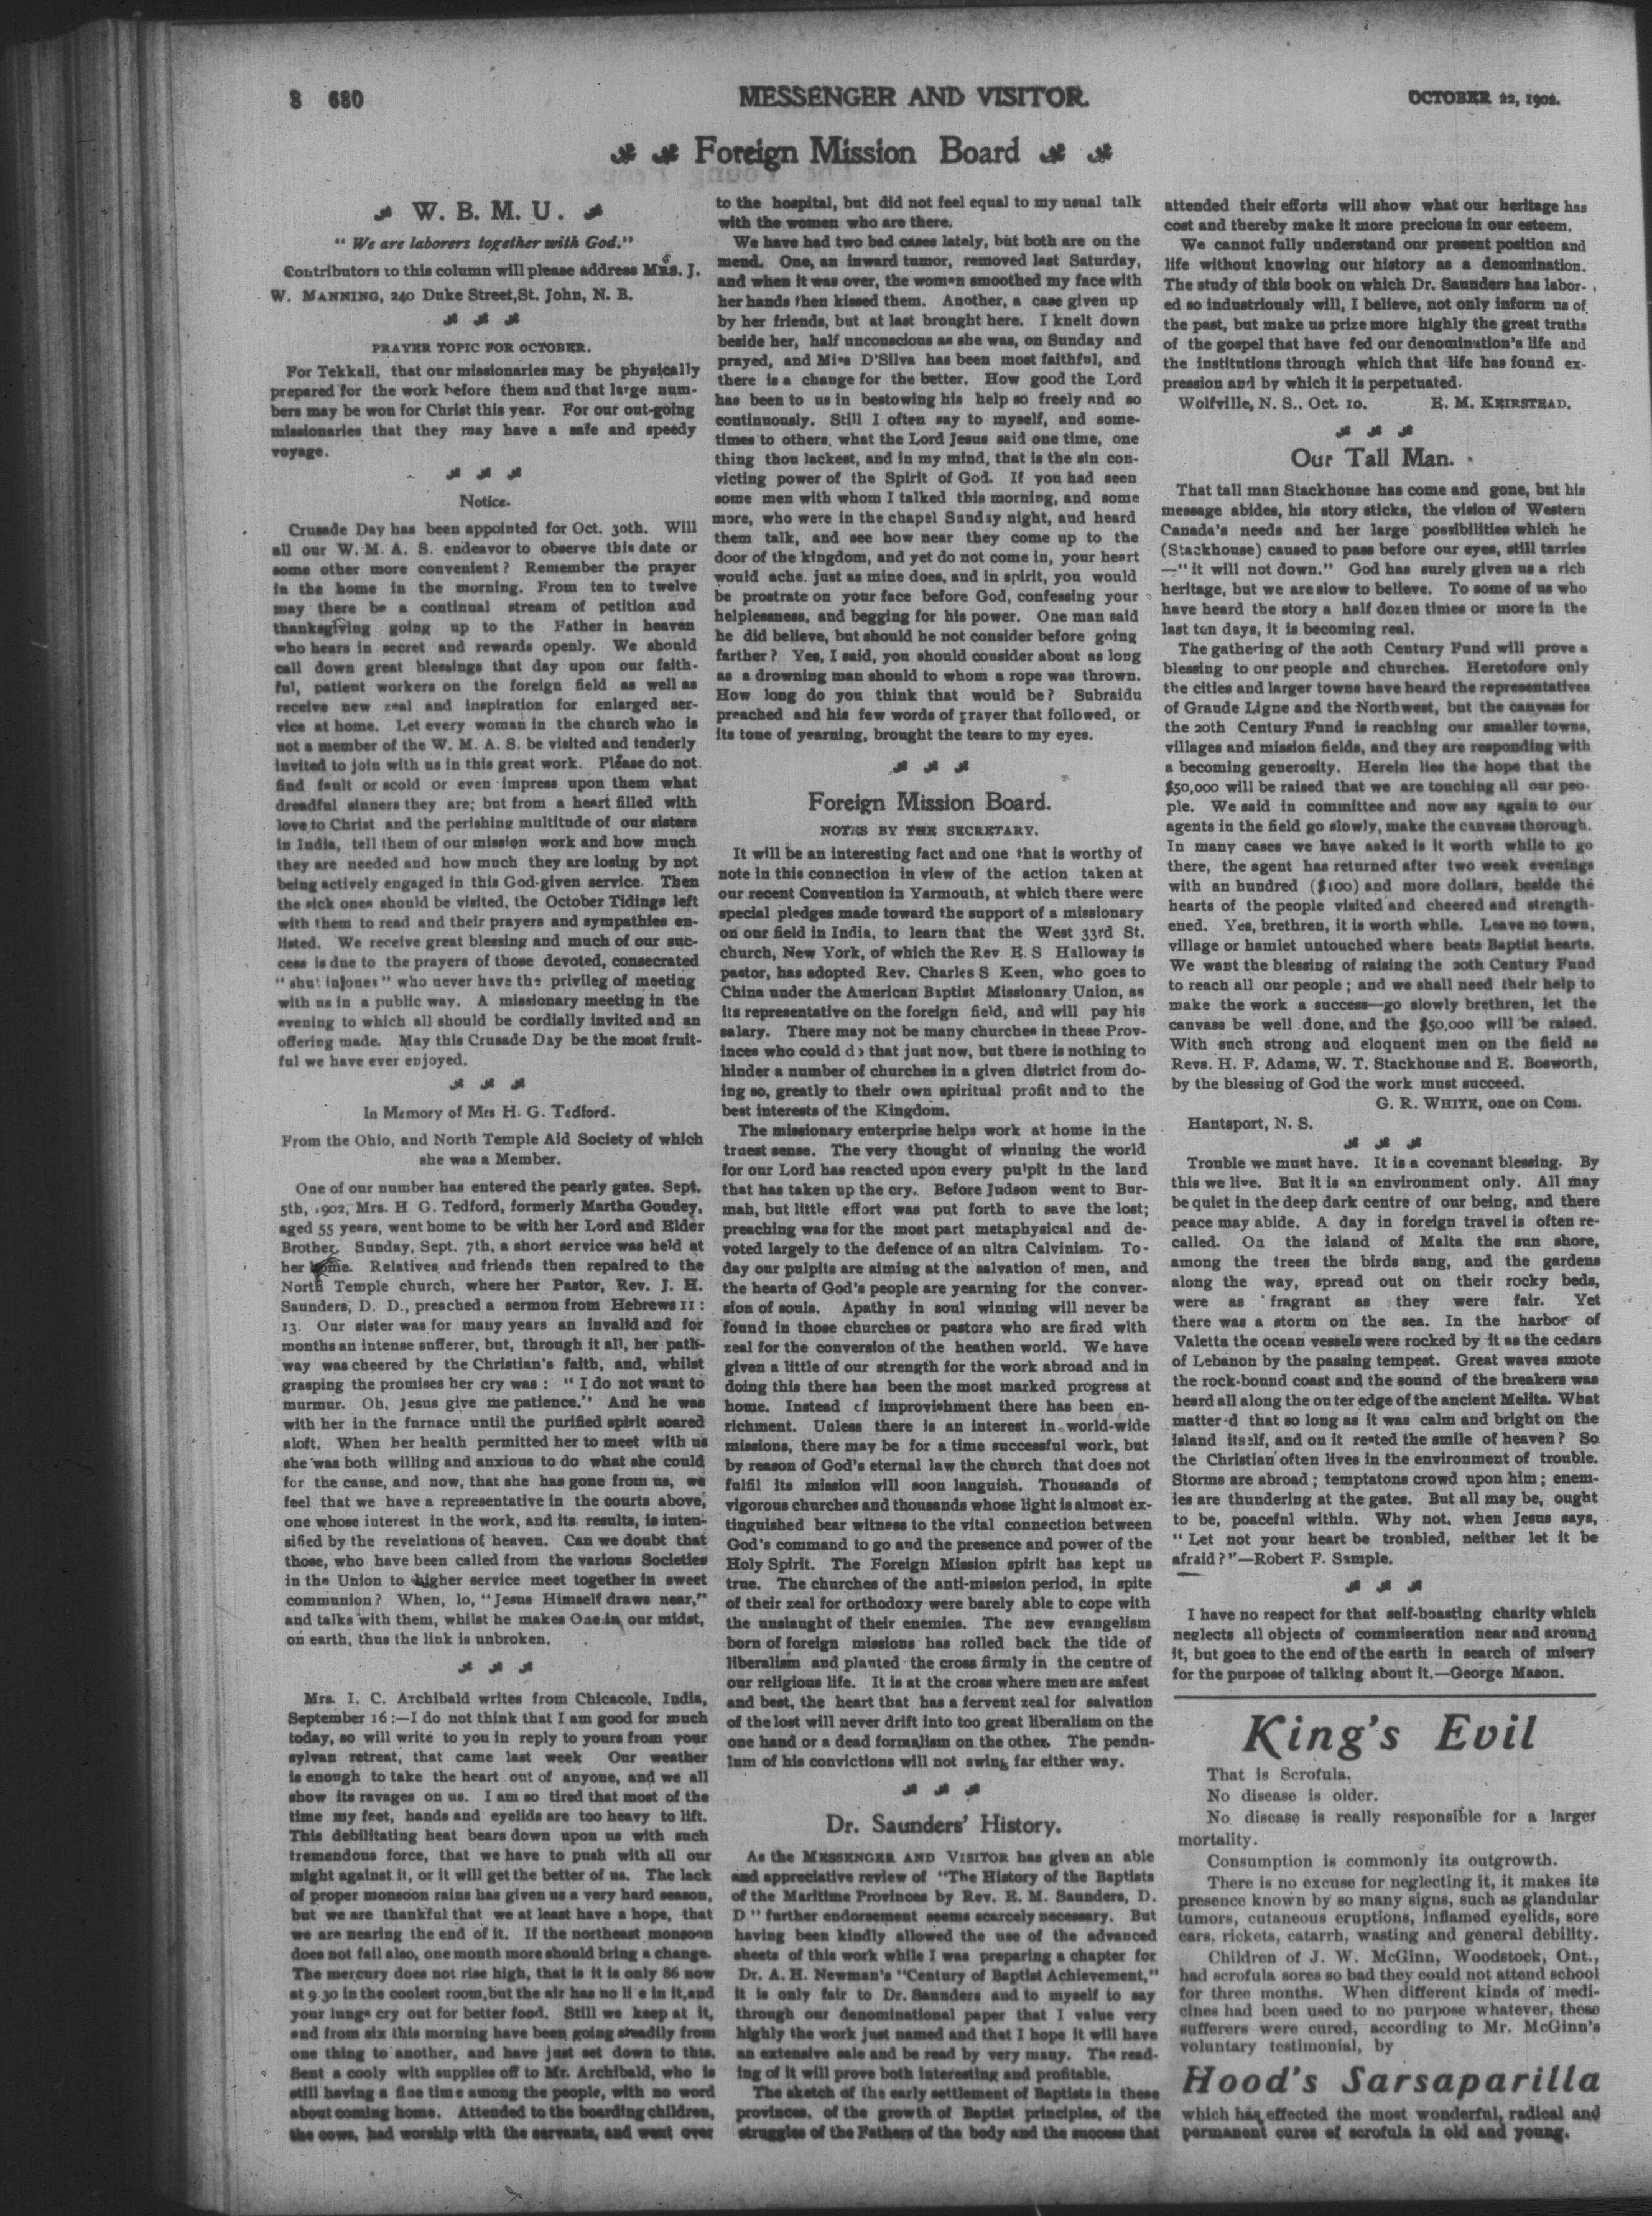 8 680
MESSENGER AND VISITOR.
OCTOBER 22, 1902.
Foreign Mission Board
W. B. M. U.
" We are laborers together with God."
Contributors to this column will please address MRS. J.
W. MANNING, 240 Duke Street, St. John, N. B.
PRAYER TOPIC FOR OCTOBER.
For Tekkali, that our missionaries may be physically
prepared for the work before them and that large num-
bers may be won for Christ this year. For our out-going
missionaries that they may have a safe and speedy
voyage.
Notice.
Crusade Day has been appointed for Oct. 30th. Will
all our W. M. A. S. endeavor to observe this date or
some other more convenient? Remember the prayer
in the home in the morning. From ten to twelve
may there be a continual stream of petition and
thanksgiving going up to the Father in heaven
who hears in secret and rewards openly. We should
call down great blessings that day upon our faith-
ful, patient workers on the foreign field as well as
receive new zeal and inspiration for enlarged ser-
vice at home. Let every woman in the church who is
not a member of the W. M. A. S. be visited and tenderly
invited to join with us in this great work. Please do not
find fault or scold or even impress upon them what
dreadful sinners they are; but from a heart filled with
love to Christ and the perishing multitude of our sisters
in India, tell them of our mission work and how much
they are needed and how much they are losing by not
being actively engaged in this God-given service. Then
the sick ones should be visited, the October Tidings left
with them to read and their prayers and sympathies en-
listed. We receive great blessing and much of our suc-
cess is due to the prayers of those devoted, consecrated
" shut in ones " who never have the privileg of meeting
with us in a public way. A missionary meeting in the
evening to which all should be cordially invited and an
offering made. May this Crusade Day be the most fruit-
ful we have ever enjoyed.
In Memory of Mrs H. G. Tedford.
From the Ohio, and North Temple Aid Society of which
she was a Member.
One of our number has entered the pearly gates. Sept.
5th, 1902, Mrs. H G. Tedford, formerly Martha Goudey,
aged 55 years, went home to be with her Lord and Elder
Brother. Sunday, Sept. 7th, a short service was held at
her home. Relatives and friends then repaired to the
North Temple church, where her Pastor, Rev. J. H.
Saunders, D. D., preached a sermon from Hebrews 11 :
13. Our sister was for many years an invalid and for
months an intense sufferer, but, through it all, her path-
way was cheered by the Christian's faith, and, whilst
grasping the promises her cry was : " I do not want to
murmur. Oh, Jesus give me patience." And he was
with her in the furnace until the purified spirit soared
aloft. When her health permitted her to meet with us
she was both willing and anxious to do what she could
for the cause, and now, that she has gone from us, we
feel that we have a representative in the courts above,
one whose interest in the work, and its results, is inten-
sified by the revelations of heaven. Can we doubt that
those, who have been called from the various Societies
in the Union to higher service meet together in sweet
communion? When, lo, "Jesus Himself draws near,"
and talks with them, whilst he makes One in our midst,
on earth, thus the link is unbroken.
Mrs. I. C. Archibald writes from Chicacole, India,
September 16 :—I do not think that I am good for much
today, so will write to you in reply to yours from your
sylvan retreat, that came last week Our weather
is enough to take the heart out of anyone, and we all
show its ravages on us. I am so tired that most of the
time my feet, hands and eyelids are too heavy to lift.
This debilitating heat bears down upon us with such
tremendous force, that we have to push with all our
might against it, or it will get the better of us. The lack
of proper monsoon rains has given us a very hard season,
but we are thankful that we at least have a hope, that
we are nearing the end of it. If the northeast monsoon
does not fail also, one month more should bring a change.
The mercury does not rise high, that is it is only 86 now
at 9 30 in the coolest room, but the air has no li e in it, and
your lungs cry out for better food. Still we keep at it,
and from six this morning have been going steadily from
one thing to another, and have just set down to this.
Sent a cooly with supplies off to Mr. Archibald, who is
still having a fine time among the people, with no word
about coming home. Attended to the boarding children,
the cows, had worship with the servants, and went over
to the hospital, but did not feel equal to my usual talk
with the women who are there.
We have had two bad cases lately, but both are on the
mend. One, an inward tumor, removed last Saturday,
and when it was over, the women smoothed my face with
her hands then kissed them. Another, a case given up
by her friends, but at last brought here. I knelt down
beside her, half unconscious as she was, on Sunday and
prayed, and Miss D'Silva has been most faithful, and
there is a change for the better. How good the Lord
has been to us in bestowing his help so freely and so
continuously. Still I often say to myself, and some-
times to others, what the Lord Jesus said one time, one
thing thou lackest, and in my mind, that is the sin con-
victing power of the Spirit of God. If you had seen
some men with whom I talked this morning, and some
more, who were in the chapel Sunday night, and heard
them talk, and see how near they come up to the
door of the kingdom, and yet do not come in, your heart
would ache. just as mine does, and in spirit, you would
be prostrate on your face before God, confessing your
helplessness, and begging for his power. One man said
he did believe, but should he not consider before going
farther? Yes, I said, you should consider about as long
as a drowning man should to whom a rope was thrown.
How long do you think that would be? Subraidu
preached and his few words of prayer that followed, or
its tone of yearning, brought the tears to my eyes.
Foreign Mission Board.
NOTES BY THE SECRETARY.
It will be an interesting fact and one that is worthy of
note in this connection in view of the action taken at
our recent Convention in Yarmouth, at which there were
special pledges made toward the support of a missionary
on our field in India, to learn that the West 33rd St.
church, New York, of which the Rev E. S Halloway is
pastor, has adopted Rev. Charles S Keen, who goes to
China under the American Baptist Missionary Union, as
its representative on the foreign field, and will pay his
salary. There may not be many churches in these Prov-
inces who could do that just now, but there is nothing to
hinder a number of churches in a given district from do-
ing so, greatly to their own spiritual profit and to the
best interests of the Kingdom.
The missionary enterprise helps work at home in the
truest sense. The very thought of winning the world
for our Lord has reacted upon every pulpit in the land
that has taken up the cry. Before Judson went to Bur-
mah, but little effort was put forth to save the lost;
preaching was for the most part metaphysical and de-
voted largely to the defence of an ultra Calvinism. To-
day our pulpits are aiming at the salvation of men, and
the hearts of God's people are yearning for the conver-
sion of souls. Apathy in soul winning will never be
found in those churches or pastors who are fired with
zeal for the conversion of the heathen world. We have
given a little of our strength for the work abroad and in
doing this there has been the most marked progress at
home. Instead of improvishment there has been en-
richment. Unless there is an interest in world-wide
missions, there may be for a time successful work, but
by reason of God's eternal law the church that does not
fulfil its mission will soon languish. Thousands of
vigorous churches and thousands whose light is almost ex-
tinguished bear witness to the vital connection between
God's command to go and the presence and power of the
Holy Spirit. The Foreign Mission spirit has kept us
true. The churches of the anti-mission period, in spite
of their zeal for orthodoxy were barely able to cope with
the unslaught of their enemies. The new evangelism
born of foreign missions has rolled back the tide of
liberalism and planted the cross firmly in the centre of
our religious life. It is at the cross where men are safest
and best, the heart that has a fervent zeal for salvation
of the lost will never drift into too great liberalism on the
one hand or a dead formalism on the other. The pendu-
lum of his convictions will not swing far either way.
Dr. Saunders' History.
As the MESSENGER AND VISITOR has given an able
and appreciative review of "The History of the Baptists
of the Maritime Provinces by Rev. E. M. Saunders, D.
D." further endorsement seems scarcely necessary. But
having been kindly allowed the use of the advanced
sheets of this work while I was preparing a chapter for
Dr. A. H. Newman's "Century of Baptist Achievement,"
it is only fair to Dr. Saunders and to myself to say
through our denominational paper that I value very
highly the work just named and that I hope it will have
an extensive sale and be read by very many. The read-
ing of it will prove both interesting and profitable.
The sketch of the early settlement of Baptists in these
provinces, of the growth of Baptist principles, of the
struggles of the Fathers of the body and the success that
attended their efforts will show what our heritage has
cost and thereby make it more precious in our esteem.
We cannot fully understand our present position and
life without knowing our history as a denomination.
The study of this book on which Dr. Saunders has labor-
ed so industriously will, I believe, not only inform us of
the past, but make us prize more highly the great truths
of the gospel that have fed our denomination's life and
the institutions through which that life has found ex-
pression and by which it is perpetuated.
Wolfville, N. S., Oct. 10. E. M. KEIRSTEAD.
Our Tall Man.
That tall man Stackhouse has come and gone, but his
message abides, his story sticks, the vision of Western
Canada's needs and her large possibilities which he
(Stackhouse) caused to pass before our eyes, still tarries
—"it will not down." God has surely given us a rich
heritage, but we are slow to believe. To some of us who
have heard the story a half dozen times or more in the
last ten days, it is becoming real.
The gathering of the 20th Century Fund will prove a
blessing to our people and churches. Heretofore only
the cities and larger towns have heard the representatives
of Grande Ligne and the Northwest, but the canvass for
the 20th Century Fund is reaching our smaller towns,
villages and mission fields, and they are responding with
a becoming generosity. Herein lies the hope that the
$50,000 will be raised that we are touching all our peo-
ple. We said in committee and now say again to our
agents in the field go slowly, make the canvass thorough.
In many cases we have asked is it worth while to go
there, the agent has returned after two week evenings
with an hundred ($100) and more dollars, beside the
hearts of the people visited and cheered and strength-
ened. Yes, brethren, it is worth while. Leave no town,
village or hamlet untouched where beats Baptist hearts.
We want the blessing of raising the 20th Century Fund
to reach all our people ; and we shall need their help to
make the work a success—go slowly brethren, let the
canvass be well done, and the $50,000 will be raised.
With such strong and eloquent men on the field as
Revs. H. F. Adams, W. T. Stackhouse and E. Bosworth,
by the blessing of God the work must succeed.
G. R. WHITE, one on Com.
Hantsport, N. S.
Trouble we must have. It is a covenant blessing. By
this we live. But it is an environment only. All may
be quiet in the deep dark centre of our being, and there
peace may abide. A day in foreign travel is often re-
called. On the island of Malta the sun shore,
among the trees the birds sang, and the gardens
along the way, spread out on their rocky beds,
were as fragrant as they were fair. Yet
there was a storm on the sea. In the harbor of
Valetta the ocean vessels were rocked by it as the cedars
of Lebanon by the passing tempest. Great waves smote
the rock-bound coast and the sound of the breakers was
heard all along the outer edge of the ancient Melita. What
matter d that so long as it was calm and bright on the
island itself, and on it rested the smile of heaven? So
the Christian often lives in the environment of trouble.
Storms are abroad ; temptatons crowd upon him ; enem-
ies are thundering at the gates. But all may be, ought
to be, poaceful within. Why not, when Jesus says,
" Let not your heart be troubled, neither let it be
afraid?"—Robert F. Sample.
I have no respect for that self-boasting charity which
neglects all objects of commiseration near and around
it, but goes to the end of the earth in search of misery
for the purpose of talking about it.—George Mason.
King's Evil
That is Scrofula.
No disease is older.
No disease is really responsible for a larger
mortality.
Consumption is commonly its outgrowth.
There is no excuse for neglecting it, it makes its
presence known by so many signs, such as glandular
tumors, cutaneous eruptions, inflamed eyelids, sore
ears, rickets, catarrh, wasting and general debility.
Children of J. W. McGinn, Woodstock, Ont.,
had scrofula sores so bad they could not attend school
for three months. When different kinds of medi-
cines had been used to no purpose whatever, these
sufferers were cured, according to Mr. McGinn's
voluntary testimonial, by
Hood's Sarsaparilla
which has effected the most wonderful, radical and
permanent cures of scrofula in old and young.